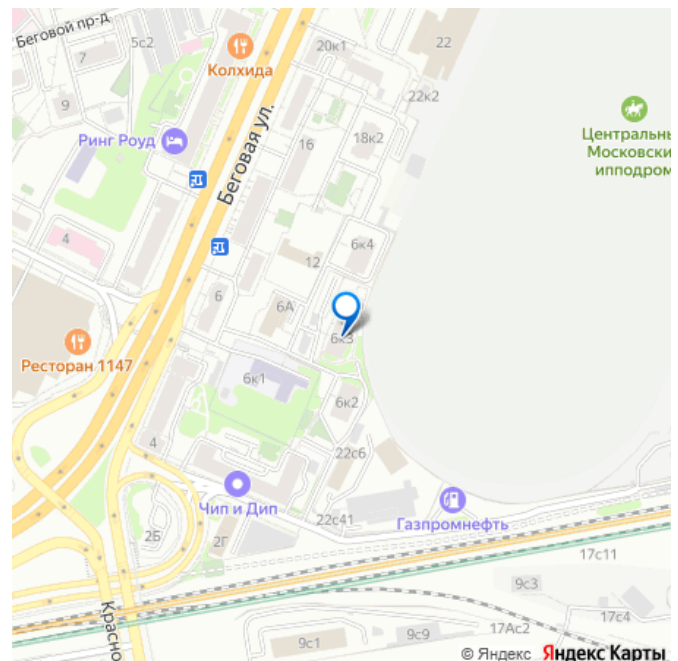 Беговой пр-д
5с2
Колхида
20к1
22
9
22к2
Беговая ул.
16
18к2
Ринг Роуд
Центральны
Московски
ипподром
4
12
6к4
6
6А
6к3
Ресторан 1147
6к1
6к2
4
22с6
Чип и Дип
22с41
Газпромнефть
2Б
2Г
17с11
9с3
Красно
17Ас2
17с4
9с1
9с9
© Яндекс Яндекс Карты